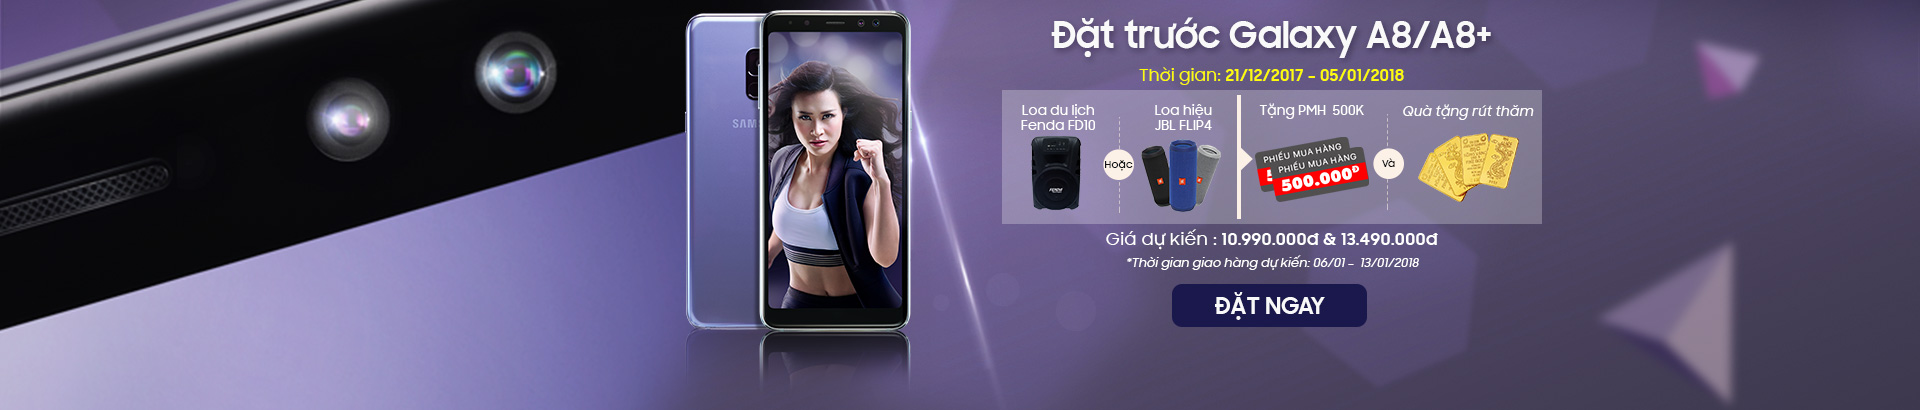 SAMS
Đặt trước Galaxy A8/A8+
Thời gian: 21/12/2017 - 05/01/2018
Loa du lịch
Fenda FD10
Hoặc
Loa hiệu
JBL FLIP4
Tặng PMH 500K
PHIẾU MUA HÀNG
PHIẾU MUA HÀNG
500.000Đ
Và
Quà tặng rút thăm
Giá dự kiến : 10.990.000đ & 13.490.000đ
*Thời gian giao hàng dự kiến: 06/01 - 13/01/2018
ĐẶT NGAY